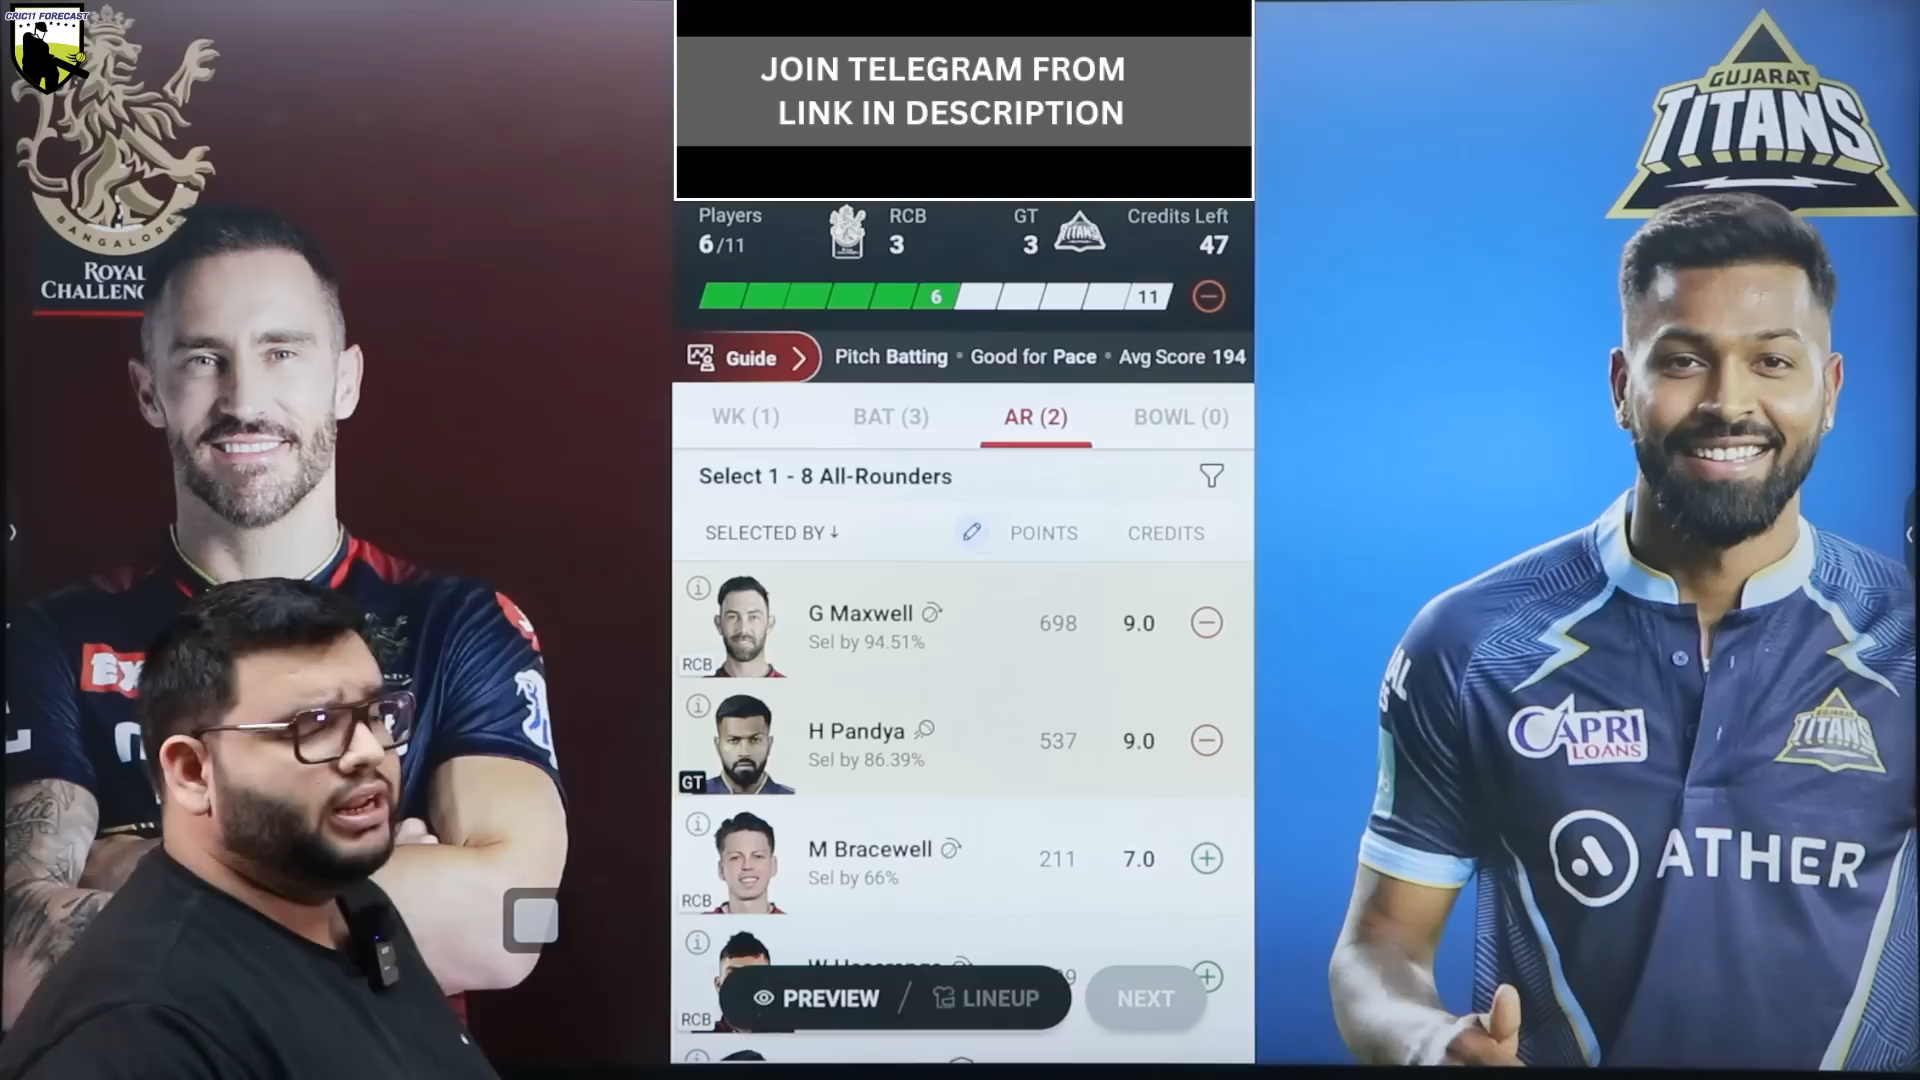 CRIC11 FORECAST
BANGALORE
ROYAL
CHALLENG
JOIN TELEGRAM FROM
LINK IN DESCRIPTION
GUJARAT
TITANS
Players
6/11
RCB
3
GT
3
TITANS
Credits Left
47
6
11
Guide
Pitch Batting • Good for Pace • Avg Score 194
WK (1)
BAT (3)
AR (2)
BOWL (0)
Select 1 - 8 All-Rounders
SELECTED BY ↓
POINTS
CREDITS
G Maxwell
Sel by 94.51%
698
9.0
RCB
H Pandya
Sel by 86.39%
537
9.0
GT
M Bracewell
Sel by 66%
211
7.0
RCB
RCB
PREVIEW / LINEUP
NEXT
CAPRI
LOANS
GUJARAT
TITANS
ATHER